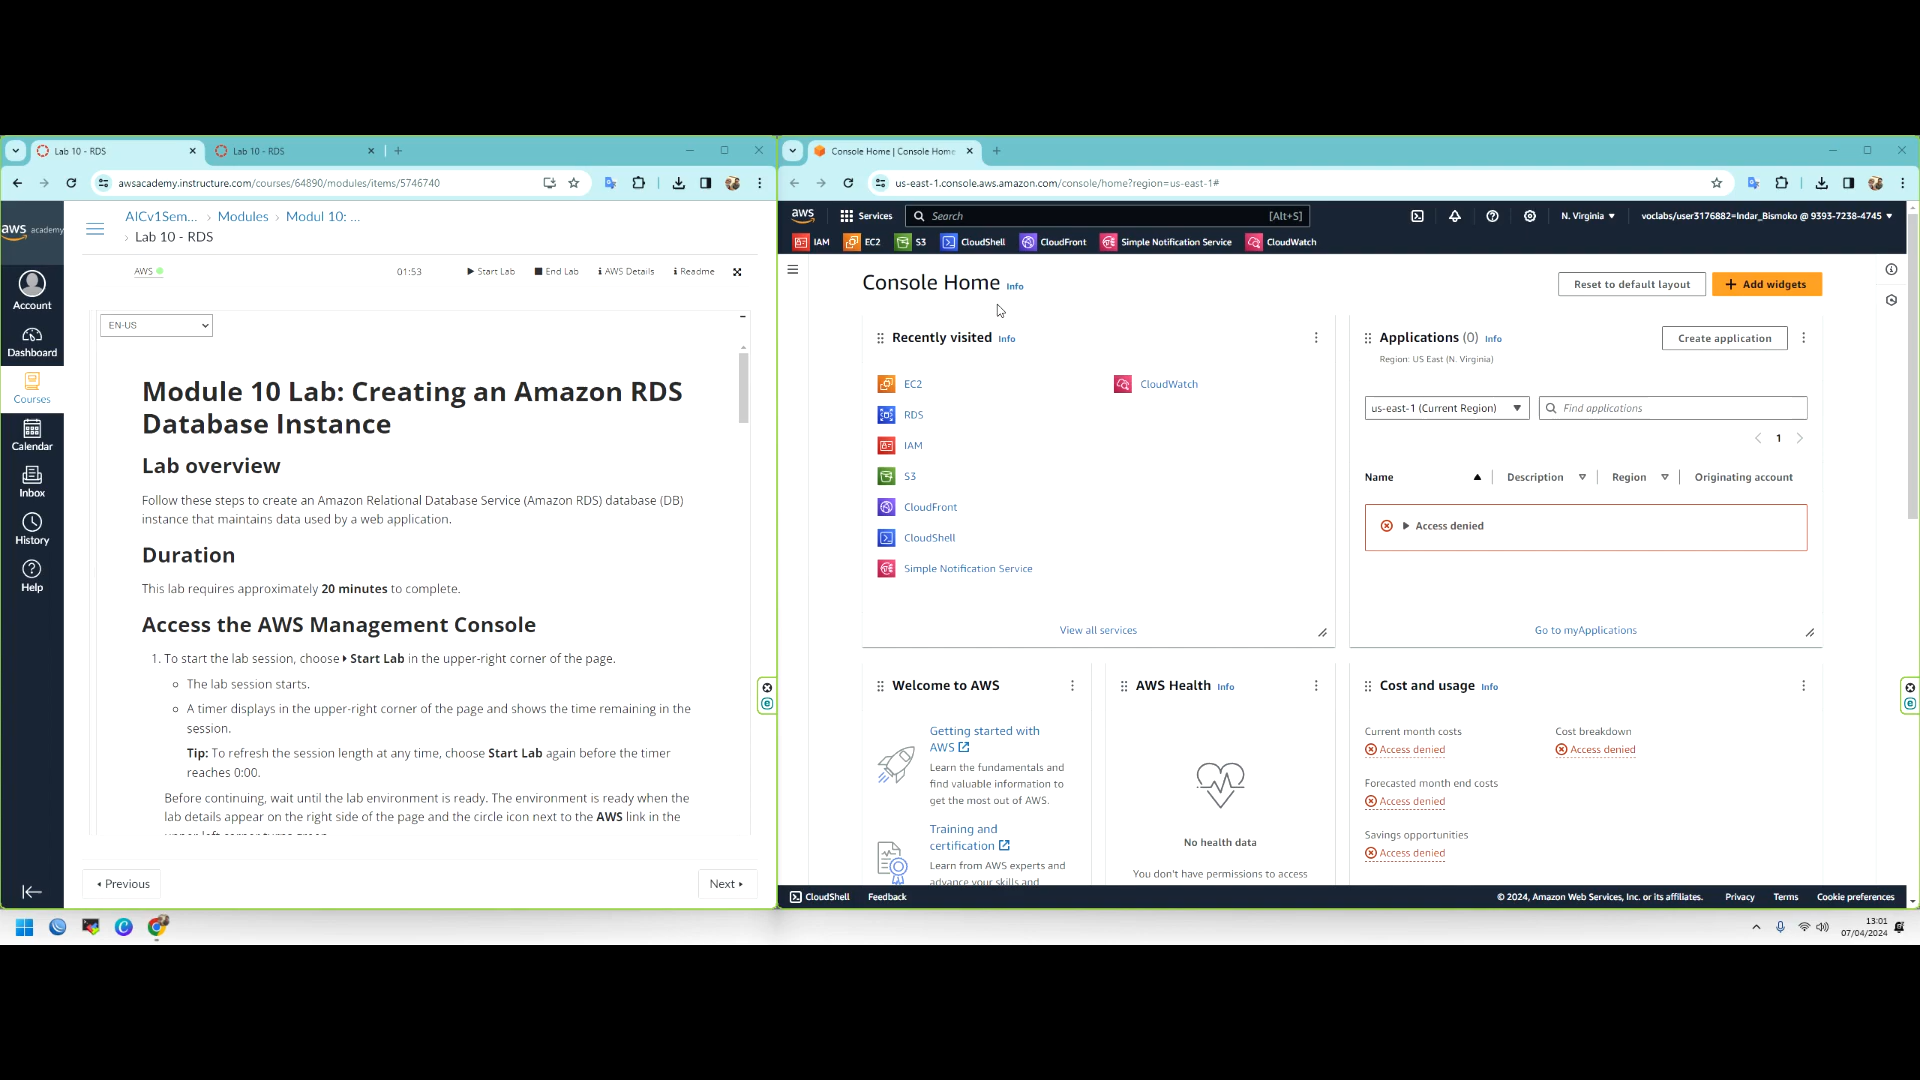 Lab 10 - RDS
Lab 10 - RDS
awsacademy.instructure.com/courses/64890/modules/items/5746740
aws academy
Account
Dashboard
Courses
Calendar
Inbox
History
Help
AICv1Sem... › Modules › Modul 10: ...
› Lab 10 - RDS
AWS
01:53
Start Lab
End Lab
AWS Details
Readme
EN-US
Module 10 Lab: Creating an Amazon RDS
Database Instance
Lab overview
Follow these steps to create an Amazon Relational Database Service (Amazon RDS) database (DB)
instance that maintains data used by a web application.
Duration
This lab requires approximately 20 minutes to complete.
Access the AWS Management Console
1. To start the lab session, choose Start Lab in the upper-right corner of the page.
The lab session starts.
A timer displays in the upper-right corner of the page and shows the time remaining in the
session.
Tip: To refresh the session length at any time, choose Start Lab again before the timer
reaches 0:00.
Before continuing, wait until the lab environment is ready. The environment is ready when the
lab details appear on the right side of the page and the circle icon next to the AWS link in the
Previous
Next
Console Home | Console Home
us-east-1.console.aws.amazon.com/console/home?region=us-east-1#
aws
Services
Search
[Alt+S]
N. Virginia
voclabs/user3176882=Indar_Bismoko @ 9393-7238-4745
IAM
EC2
S3
CloudShell
CloudFront
Simple Notification Service
CloudWatch
Console Home Info
Reset to default layout
+ Add widgets
Recently visited Info
EC2
RDS
IAM
S3
CloudFront
CloudShell
Simple Notification Service
CloudWatch
View all services
Applications (0) Info
Region: US East (N. Virginia)
Create application
us-east-1 (Current Region)
Find applications
1
Name
Description
Region
Originating account
Access denied
Go to myApplications
Welcome to AWS
Getting started with
AWS
Learn the fundamentals and
find valuable information to
get the most out of AWS.
Training and
certification
Learn from AWS experts and
advance your skills and
AWS Health Info
No health data
You don't have permissions to access
Cost and usage Info
Current month costs
Access denied
Forecasted month end costs
Access denied
Savings opportunities
Access denied
Cost breakdown
Access denied
CloudShell
Feedback
© 2024, Amazon Web Services, Inc. or its affiliates.
Privacy
Terms
Cookie preferences
13:01
07/04/2024